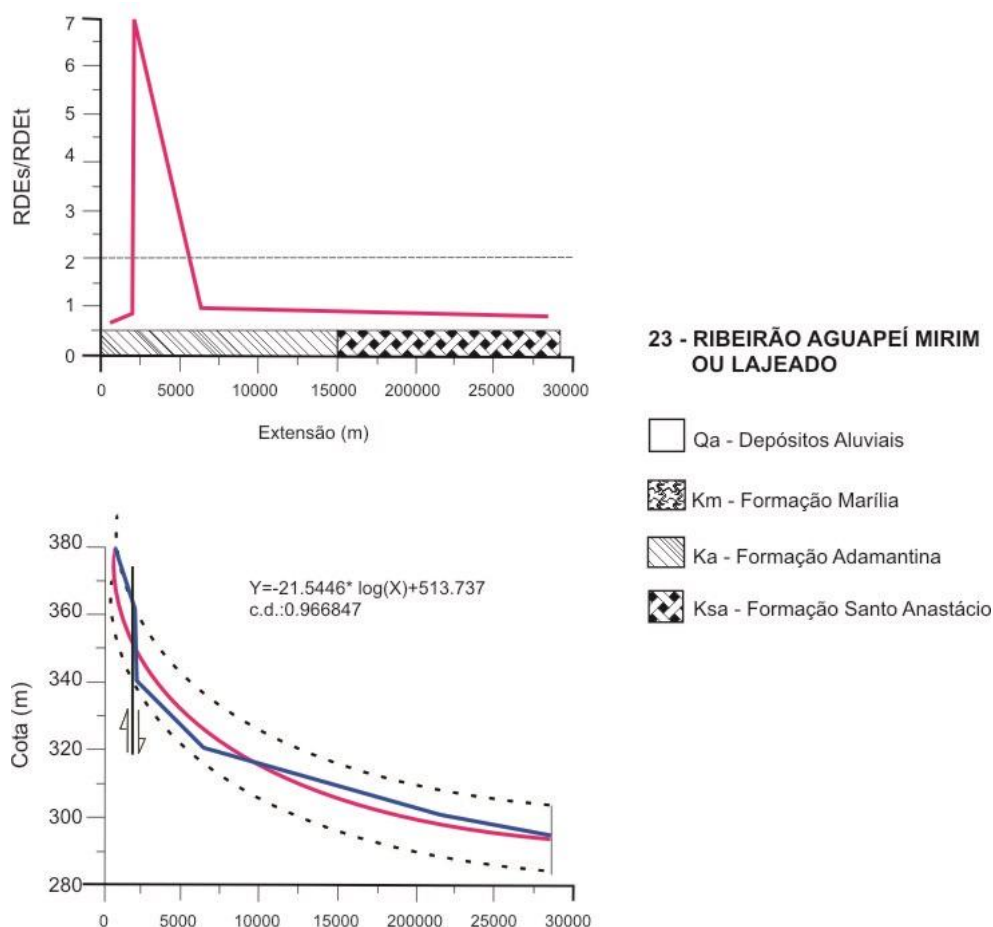 7
6
5
4
3
2
1
0
RDEs/RDEt
0 5000 10000 15000 20000 25000 30000
Extensão (m)
23 - RIBEIRÃO AGUAPEÍ MIRIM
OU LAJEADO
Qa - Depósitos Aluviais
Km - Formação Marília
Ka - Formação Adamantina
Ksa - Formação Santo Anastácio
380
360
340
320
300
280
Cota (m)
Y=-21.5446* log(X)+513.737
c.d.:0.966847
0 5000 10000 15000 200000 25000 30000